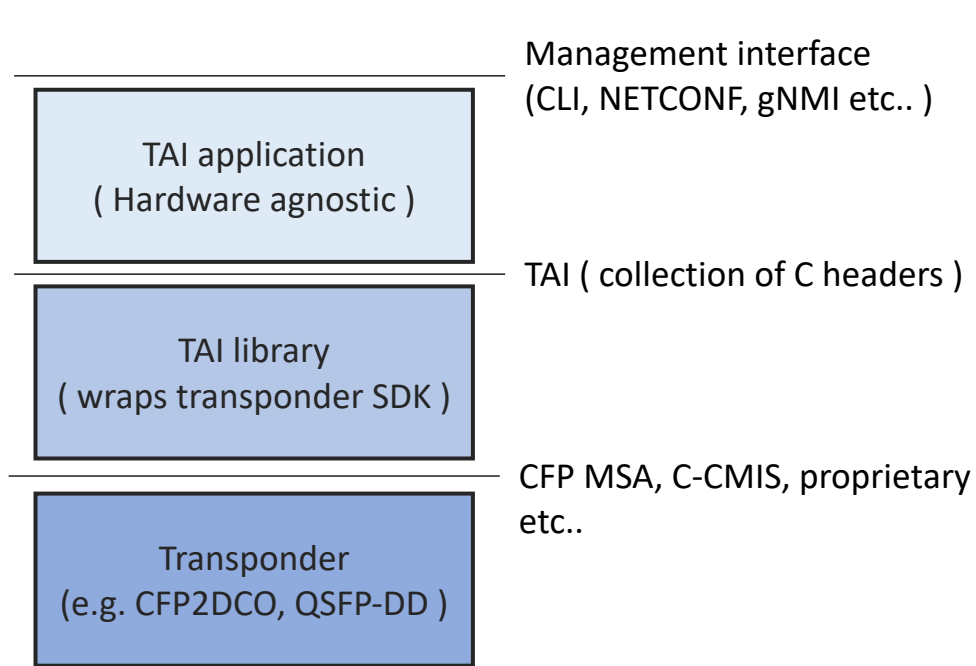 Management interface
(CLI, NETCONF, gNMI etc.. )
TAI application
( Hardware agnostic )
TAI ( collection of C headers )
TAI library
( wraps transponder SDK )
CFP MSA, C-CMIS, proprietary
etc..
Transponder
(e.g. CFP2DCO, QSFP-DD )